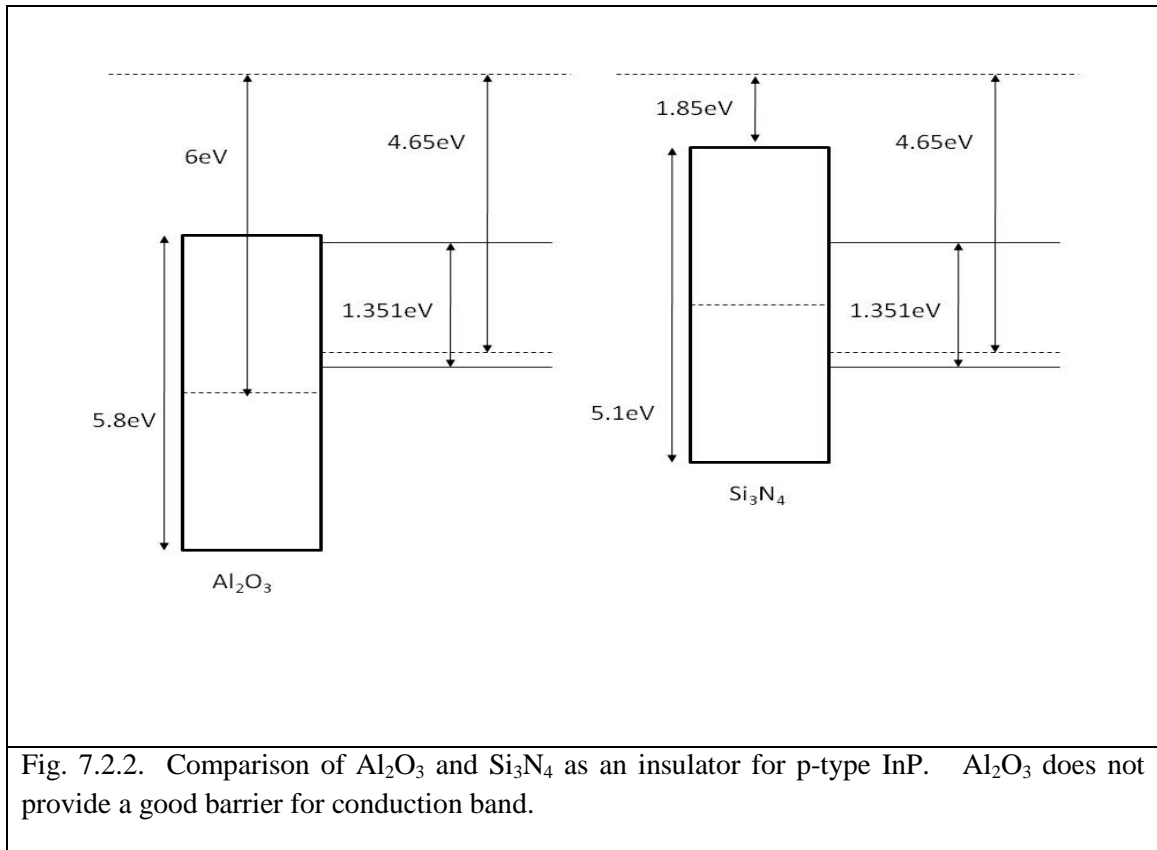 6eV
4.65eV
1.351eV
5.8eV
Al₂O₃
1.85eV
4.65eV
1.351eV
5.1eV
Si₃N₄
Fig. 7.2.2. Comparison of Al₂O₃ and Si₃N₄ as an insulator for p-type InP. Al₂O₃ does not
provide a good barrier for conduction band.